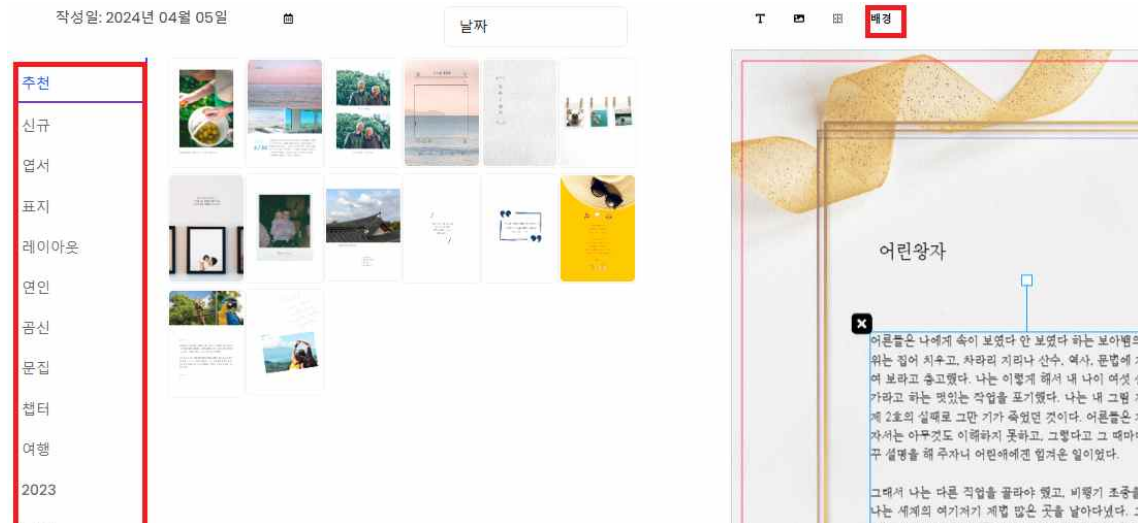 작성일: 2024년 04월 05일
날짜
T
배경
추천
신규
엽서
표지
레이아웃
연인
곰신
문집
챕터
여행
2023
어린왕자
어른들은 나에게 속이 보였다 안 보였다 하는 보아뱀의
위는 집어 치우고, 차라리 지리나 산수, 역사, 문법에
여 보라고 충고했다. 나는 이렇게 해서 내 나이 여섯
가라고 하는 멋있는 작업을 포기했다. 나는 내 그림
제 2호의 실패로 그만 기가 죽었던 것이다. 어른들은
자서는 아무것도 이해하지 못하고, 그렇다고 그 때마다
꾸 설명을 해 주자니 어린애에겐 힘겨운 일이었다.
그래서 나는 다른 직업을 골라야 했고, 비행기 조종을
나는 세계의 여기저기 제법 많은 곳을 날아다녔다.